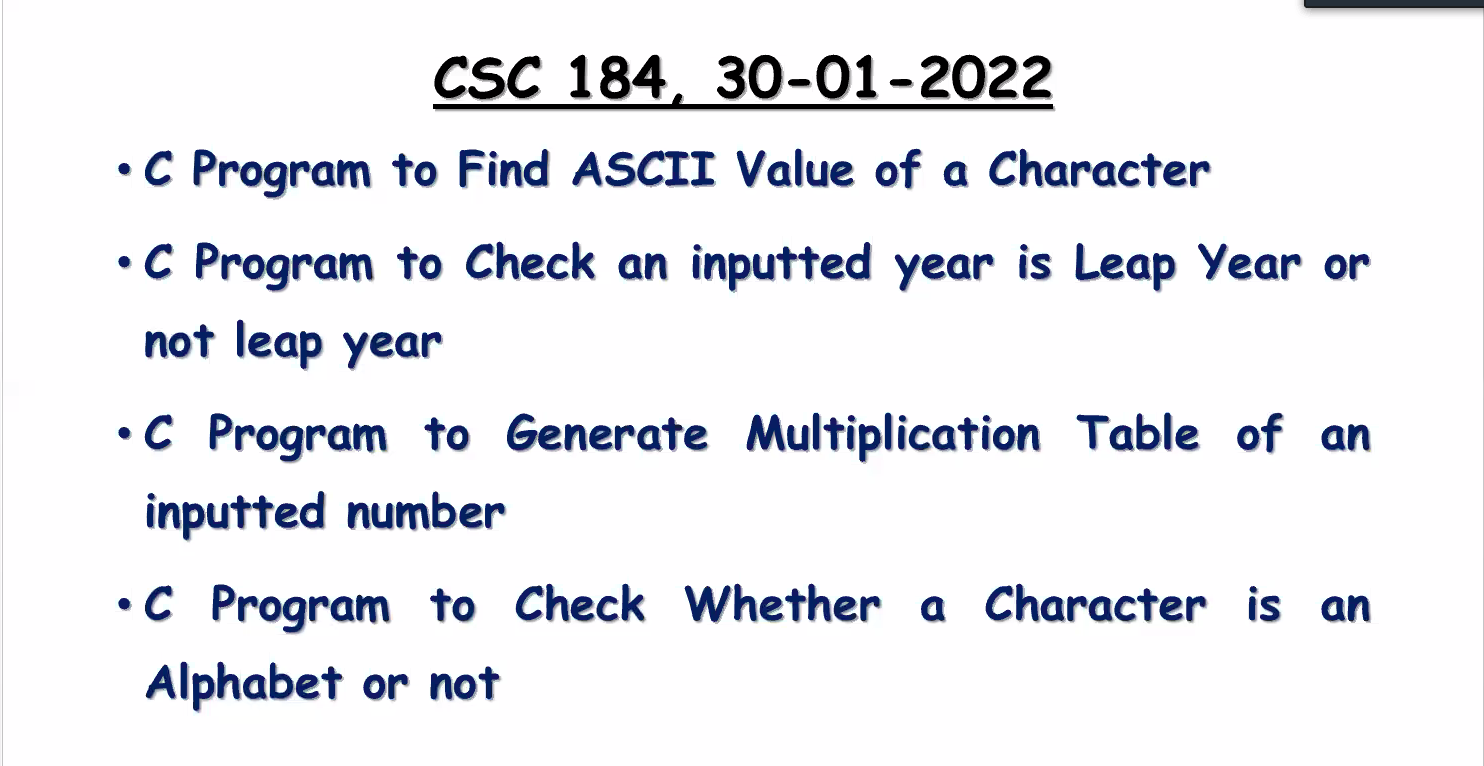 CSC 184, 30-01-2022
• C Program to Find ASCII Value of a Character
• C Program to Check an inputted year is Leap Year or
not leap year
• C Program to Generate Multiplication Table of an
inputted number
• C Program to Check Whether a Character is an
Alphabet or not